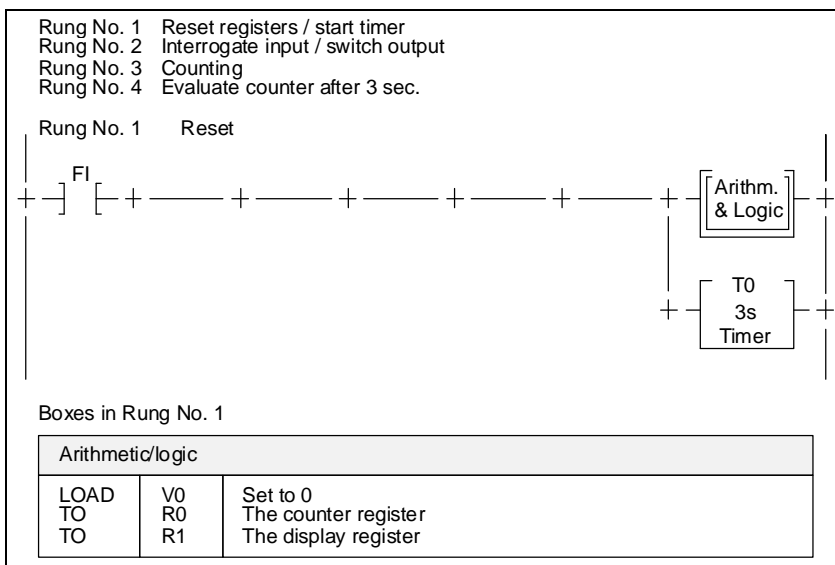 Rung No. 1 Reset registers / start timer
Rung No. 2 Interrogate input / switch output
Rung No. 3 Counting
Rung No. 4 Evaluate counter after 3 sec.
Rung No. 1 Reset
FI
Arithm.
& Logic
T0
3s
Timer
Boxes in Rung No. 1
Arithmetic/logic
LOAD V0 Set to 0
TO R0 The counter register
TO R1 The display register